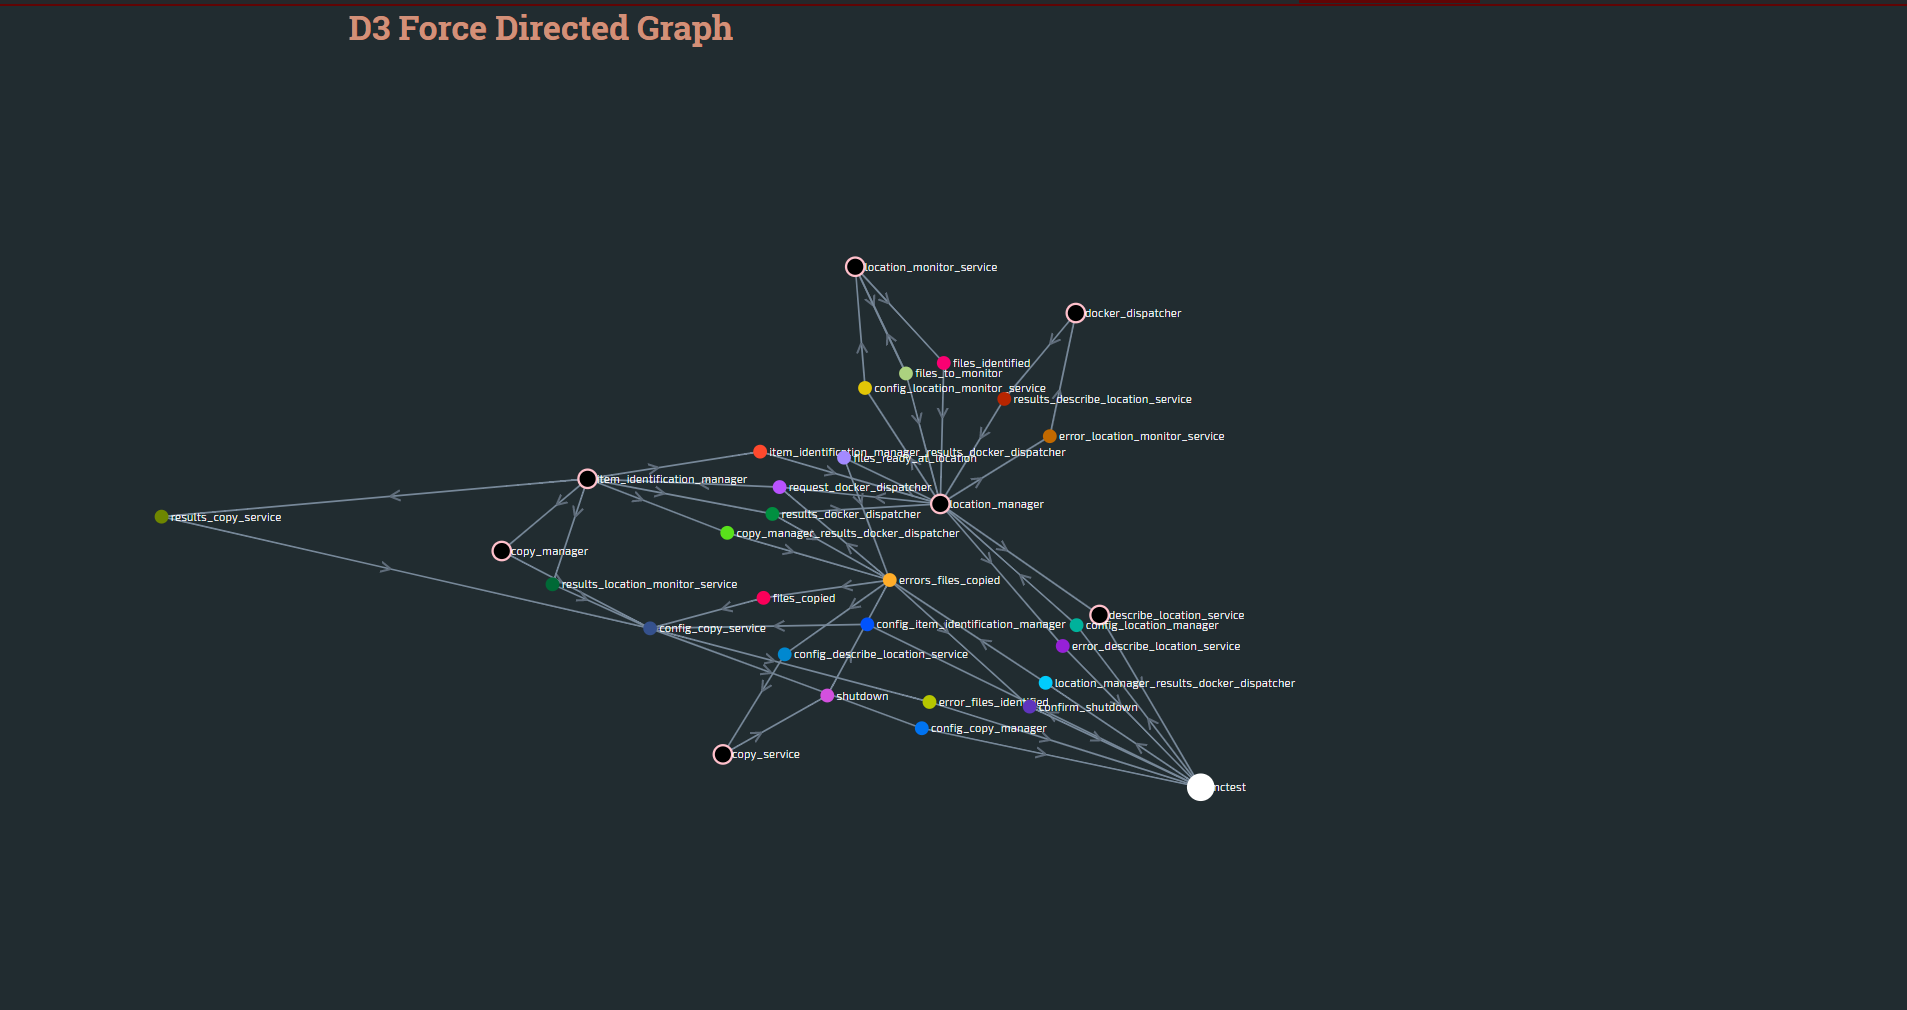 D3 Force Directed Graph
location_monitor_service
docker_dispatcher
files_identified
files_to_monitor
config_location_monitor_service
results_describe_location_service
error_location_monitor_service
item_identification_manager_results_docker_dispatcher
files_ready_at_location
item_identification_manager
request_docker_dispatcher
location_manager
results_copy_service
results_docker_dispatcher
copy_manager_results_docker_dispatcher
copy_manager
errors_files_copied
results_location_monitor_service
files_copied
describe_location_service
config_copy_service
config_item_identification_manager
config_location_manager
error_describe_location_service
config_describe_location_service
location_manager_results_docker_dispatcher
shutdown
error_files_identified
confirm_shutdown
config_copy_manager
copy_service
nctest